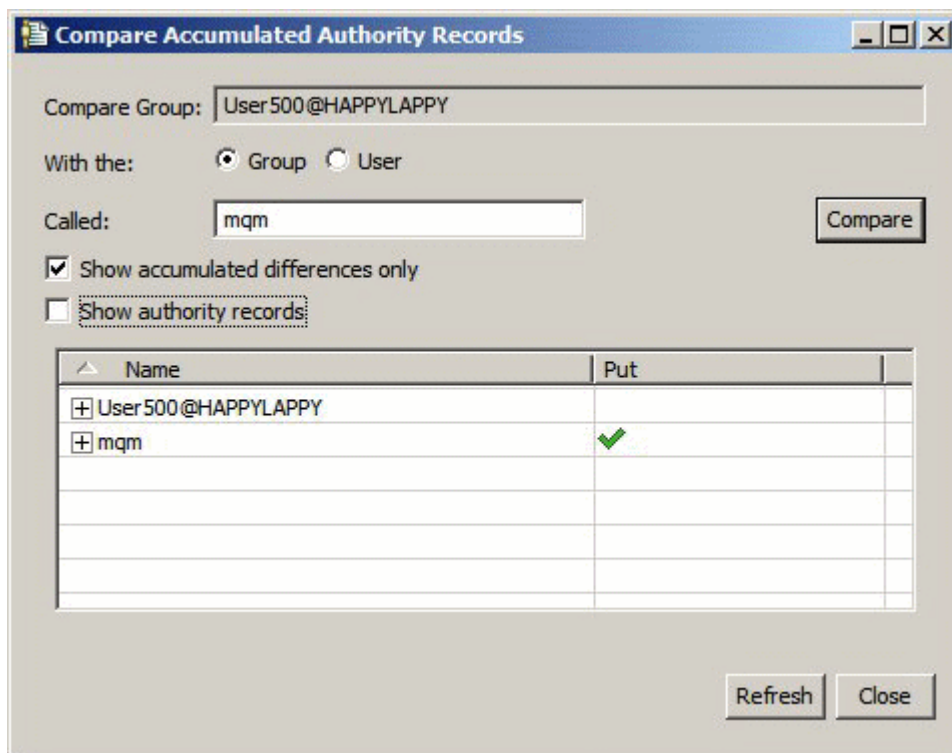 Compare Accumulated Authority Records
Compare Group: User500@HAPPYLAPPY
With the: Group User
Called: mqm Compare
Show accumulated differences only
Show authority records
Name Put
User500@HAPPYLAPPY
mqm
Refresh Close